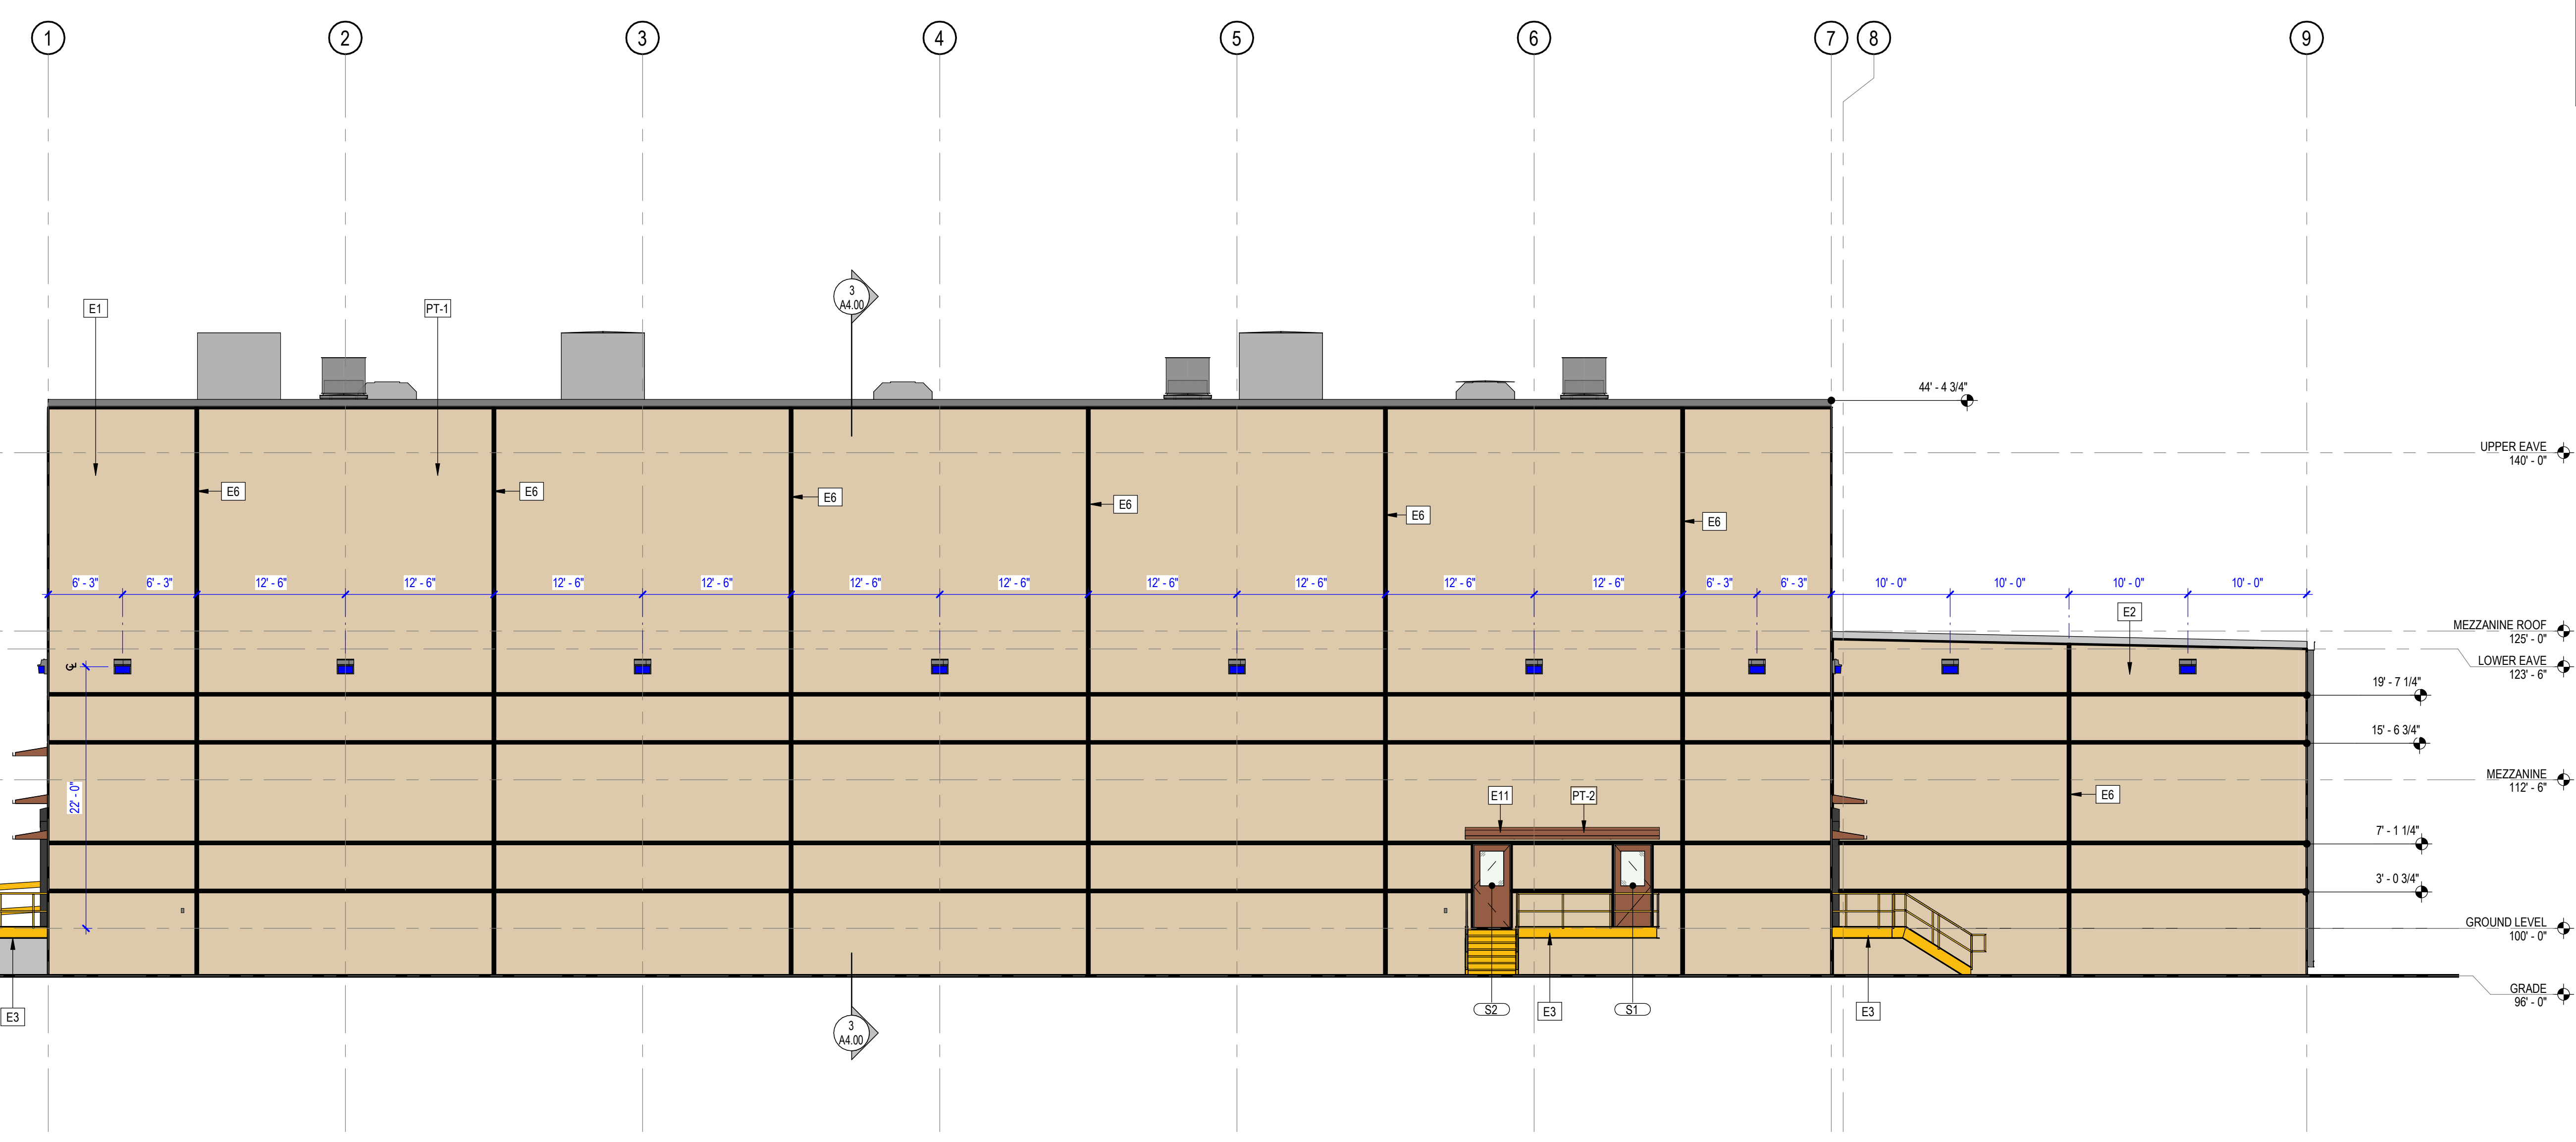 1 2 3 4 5 6 7 8 9
3
A4.00
E1 PT-1
44' - 4 3/4"
UPPER EAVE
140' - 0"
E6 E6 E6 E6 E6 E6
6' - 3" 6' - 3" 12' - 6" 12' - 6" 12' - 6" 12' - 6" 12' - 6" 12' - 6" 12' - 6" 12' - 6" 12' - 6" 12' - 6" 6' - 3" 6' - 3" 10' - 0" 10' - 0" 10' - 0" 10' - 0"
E2
MEZZANINE ROOF
125' - 0"
LOWER EAVE
123' - 6"
CL
19' - 7 1/4"
15' - 6 3/4"
MEZZANINE
112' - 6"
22' - 0"
E11 PT-2 E6
7' - 1 1/4"
3' - 0 3/4"
GROUND LEVEL
100' - 0"
GRADE
96' - 0"
E3 S2 E3 S1 E3
3
A4.00